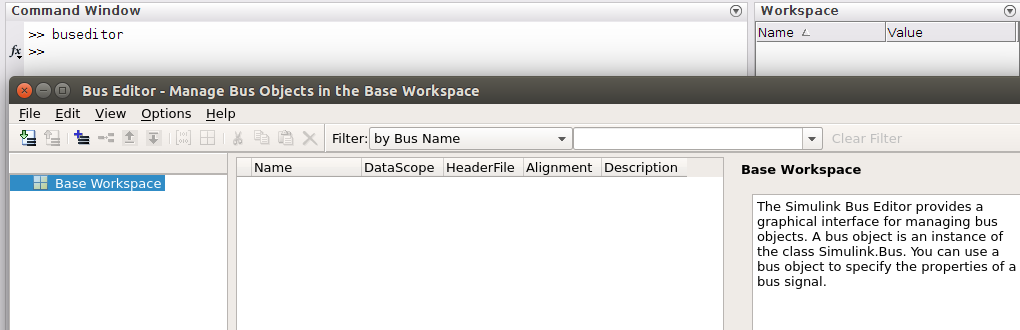 Command Window
Workspace
>> buseditor
fx >>
Name Value
Bus Editor - Manage Bus Objects in the Base Workspace
File Edit View Options Help
Filter: by Bus Name Clear Filter
Base Workspace
Name DataScope HeaderFile Alignment Description
Base Workspace
The Simulink Bus Editor provides a
graphical interface for managing bus
objects. A bus object is an instance of
the class Simulink.Bus. You can use a
bus object to specify the properties of a
bus signal.